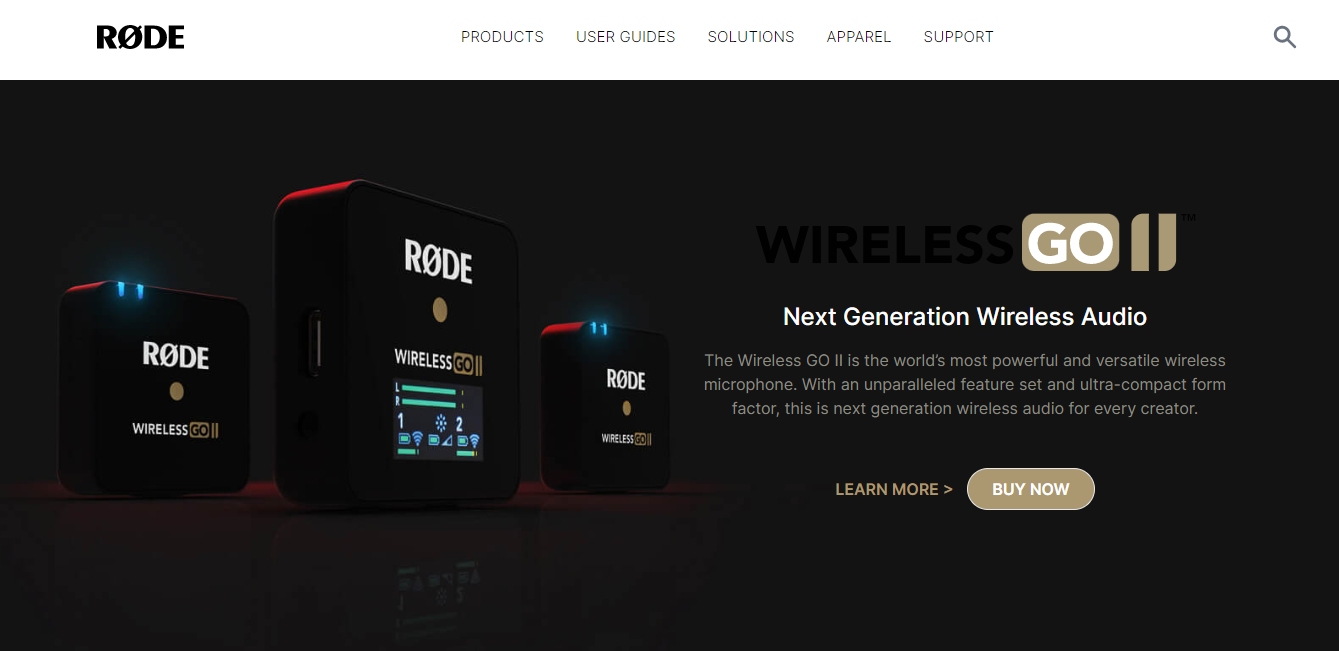 RØDE
PRODUCTS USER GUIDES SOLUTIONS APPAREL SUPPORT
WIRELESS GO II™
Next Generation Wireless Audio
The Wireless GO II is the world’s most powerful and versatile wireless
microphone. With an unparalleled feature set and ultra-compact form
factor, this is next generation wireless audio for every creator.
LEARN MORE > BUY NOW
RØDE
WIRELESS GO II
RØDE
WIRELESS GO II
L
R
1 2
RØDE
WIRELESS GO II